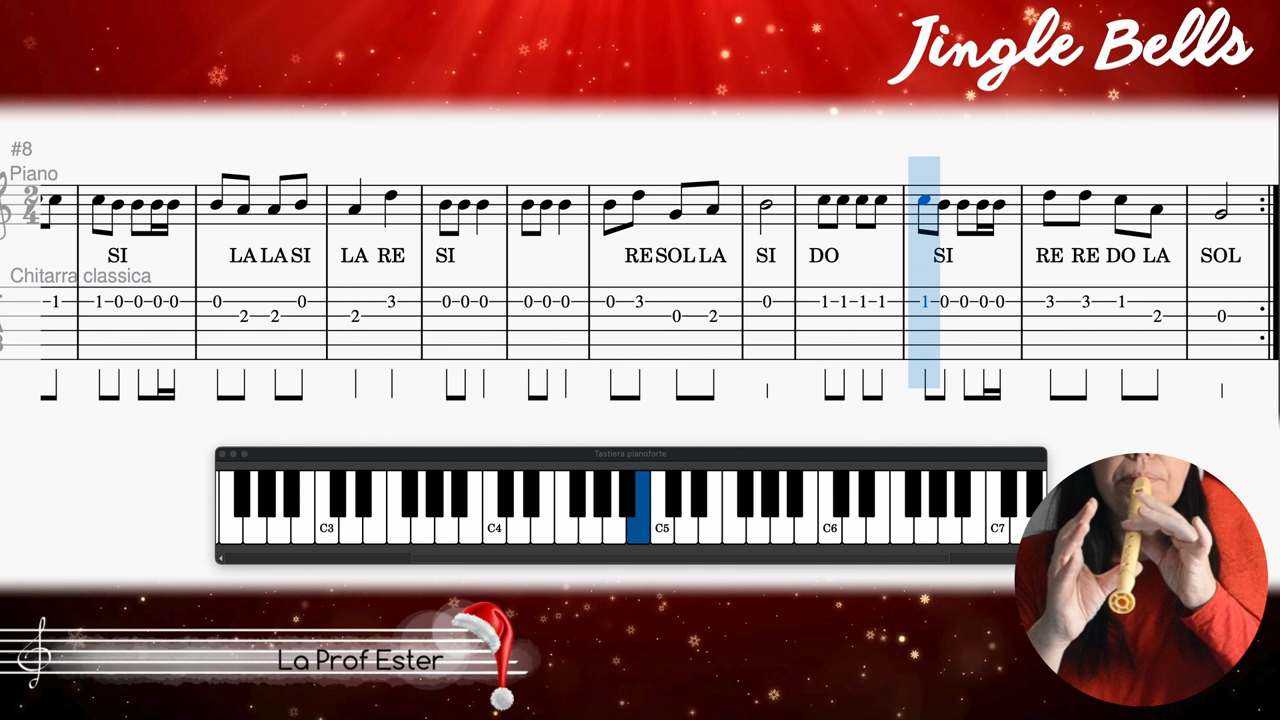 Jingle Bells
#8
Piano
2
4
SI LA LA SI LA RE SI RE SOL LA SI DO SI RE RE DO LA SOL
Chitarra classica
1 1 0 0 0 0 0 2 2 0 2 3 0 0 0 0 0 0 0 3 0 2 0 1 1 1 1 1 0 0 0 0 3 3 1 2 0
Tastiera pianoforte
C3 C4 C5 C6 C7
La Prof Ester